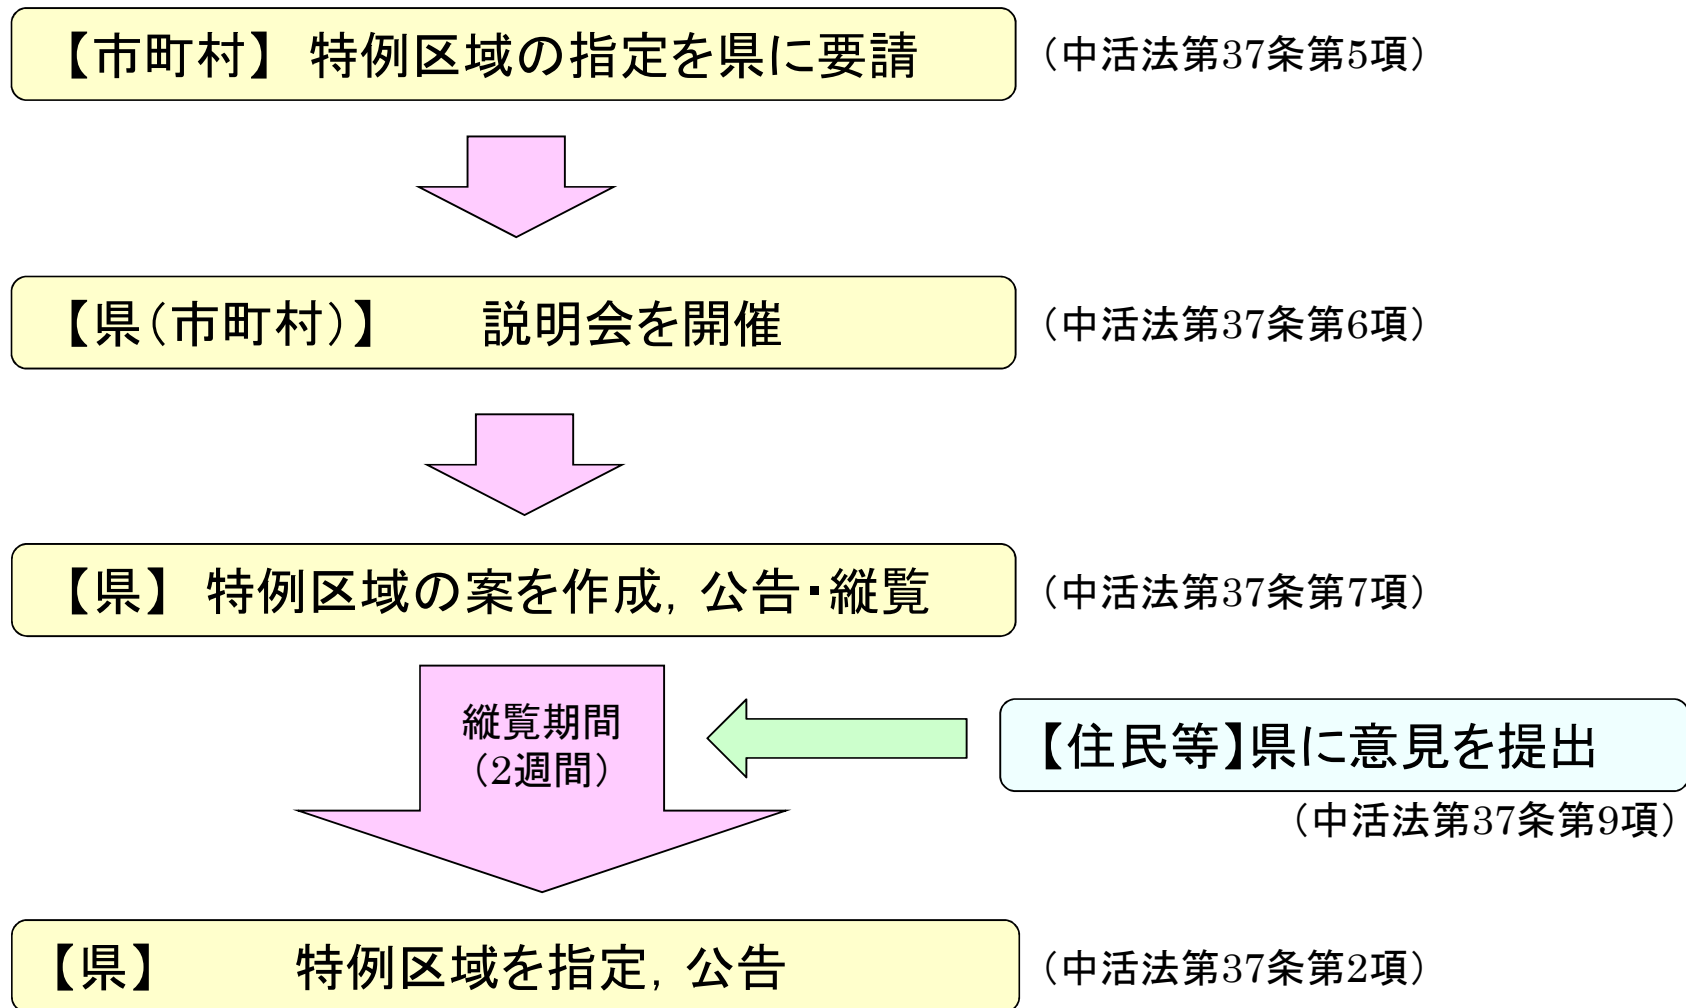 【市町村】 特例区域の指定を県に要請 （中活法第37条第5項）
【県（市町村）】 説明会を開催 （中活法第37条第6項）
【県】 特例区域の案を作成，公告・縦覧 （中活法第37条第7項）
縦覧期間
（2週間）
【住民等】県に意見を提出
（中活法第37条第9項）
【県】 特例区域を指定，公告 （中活法第37条第2項）